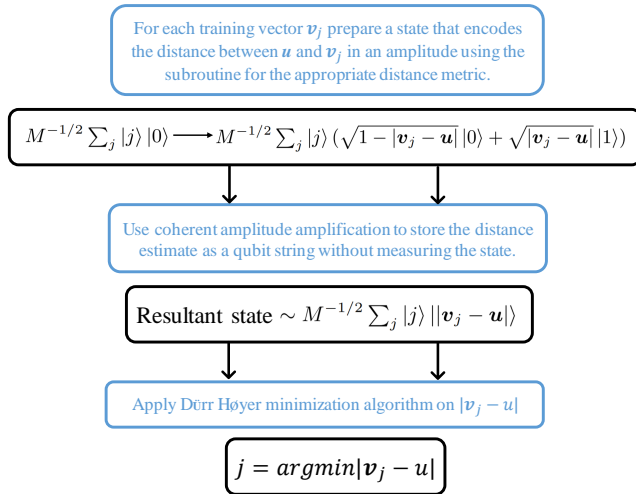 For each training vector 𝒗ⱼ prepare a state that encodes
the distance between 𝒖 and 𝒗ⱼ in an amplitude using the
subroutine for the appropriate distance metric.
M^{-1/2} ∑ⱼ |j⟩ |0⟩ ⟶ M^{-1/2} ∑ⱼ |j⟩ (√(1−|𝒗ⱼ − 𝒖|) |0⟩ + √(|𝒗ⱼ − 𝒖|) |1⟩)
Use coherent amplitude amplification to store the distance
estimate as a qubit string without measuring the state.
Resultant state ∼ M^{-1/2} ∑ⱼ |j⟩ ||𝒗ⱼ − 𝒖|⟩
Apply Dürr Høyer minimization algorithm on |𝒗ⱼ − u|
j = argmin|𝒗ⱼ − u|